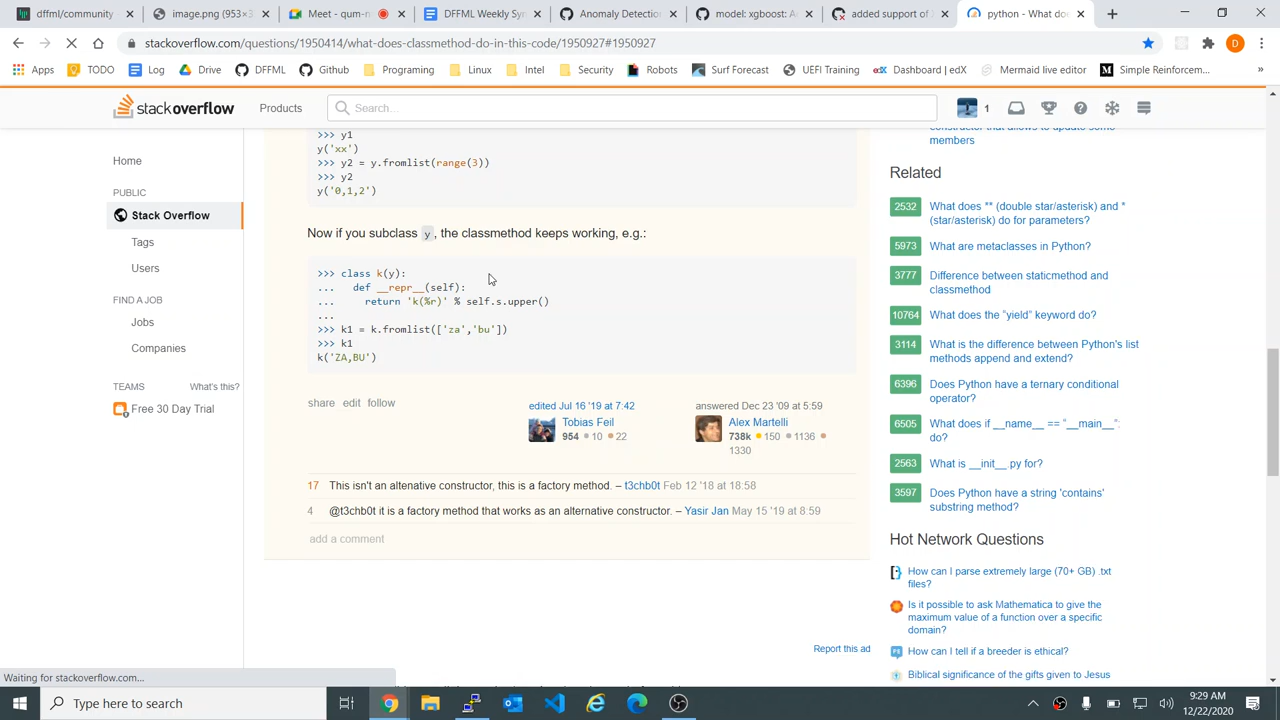 dffml/community -
image.png (953×3
Meet - qum-n
DFFML Weekly Syn
Anomaly Detection
model: xgboost: A
added support of X
python - What doe
stackoverflow.com/questions/1950414/what-does-classmethod-do-in-this-code/1950927#1950927
D
Apps
TODO
Log
Drive
DFFML
Github
Programing
Linux
Intel
Security
Robots
Surf Forecast
UEFI Training
Dashboard | edX
Mermaid live editor
Simple Reinforcem...
»
stackoverflow
Products
Search...
1
Home
PUBLIC
Stack Overflow
Tags
Users
FIND A JOB
Jobs
Companies
TEAMS
What's this?
Free 30 Day Trial
>>> y1
y('xx')
>>> y2 = y.fromlist(range(3))
>>> y2
y('0,1,2')
Now if you subclass y, the classmethod keeps working, e.g.:
>>> class k(y):
...   def __repr__(self):
...     return 'k(%r)' % self.s.upper()
...
>>> k1 = k.fromlist(['za','bu'])
>>> k1
k('ZA,BU')
share edit follow
edited Jul 16 '19 at 7:42
Tobias Feil
954 10 22
answered Dec 23 '09 at 5:59
Alex Martelli
738k 150 1136
1330
17 This isn't an altenative constructor, this is a factory method. – t3chb0t Feb 12 '18 at 18:58
4 @t3chb0t it is a factory method that works as an alternative constructor. – Yasir Jan May 15 '19 at 8:59
add a comment
Report this ad
constructor that allows to update some
members
Related
2532 What does ** (double star/asterisk) and *
(star/asterisk) do for parameters?
5973 What are metaclasses in Python?
3777 Difference between staticmethod and
classmethod
10764 What does the "yield" keyword do?
3114 What is the difference between Python's list
methods append and extend?
6396 Does Python have a ternary conditional
operator?
6505 What does if __name__ == "__main__":
do?
2563 What is __init__.py for?
3597 Does Python have a string 'contains'
substring method?
Hot Network Questions
How can I parse extremely large (70+ GB) .txt
files?
Is it possible to ask Mathematica to give the
maximum value of a function over a specific
domain?
How can I tell if a breeder is ethical?
Biblical significance of the gifts given to Jesus
Waiting for stackoverflow.com...
Type here to search
9:29 AM
12/22/2020